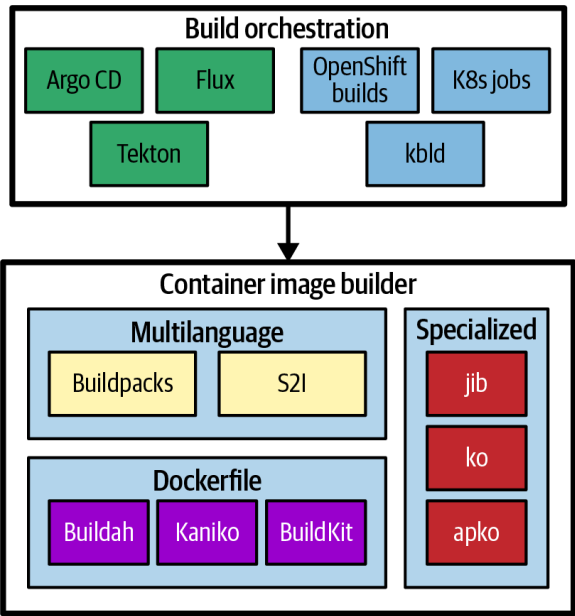 Build orchestration
Argo CD
Flux
OpenShift
builds
K8s jobs
Tekton
kbld
Container image builder
Multilanguage
Buildpacks
S2I
Specialized
jib
ko
apko
Dockerfile
Buildah
Kaniko
BuildKit